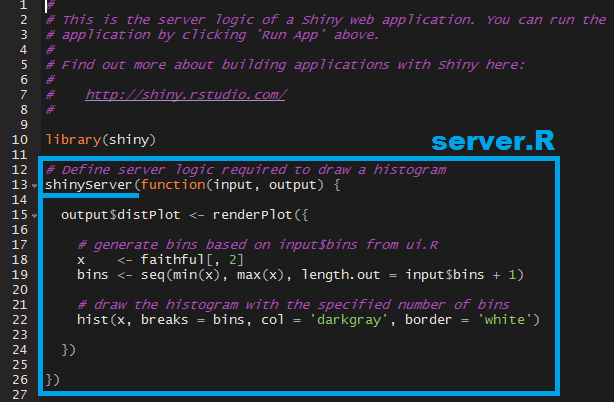 1 #
2 # This is the server logic of a Shiny web application. You can run the
3 # application by clicking 'Run App' above.
4 #
5 # Find out more about building applications with Shiny here:
6 #
7 #    http://shiny.rstudio.com/
8 #
9
10 library(shiny)
server.R
11
12 # Define server logic required to draw a histogram
13 shinyServer(function(input, output) {
14
15   output$distPlot <- renderPlot({
16
17     # generate bins based on input$bins from ui.R
18     x    <- faithful[, 2]
19     bins <- seq(min(x), max(x), length.out = input$bins + 1)
20
21     # draw the histogram with the specified number of bins
22     hist(x, breaks = bins, col = 'darkgray', border = 'white')
23
24   })
25
26 })
27